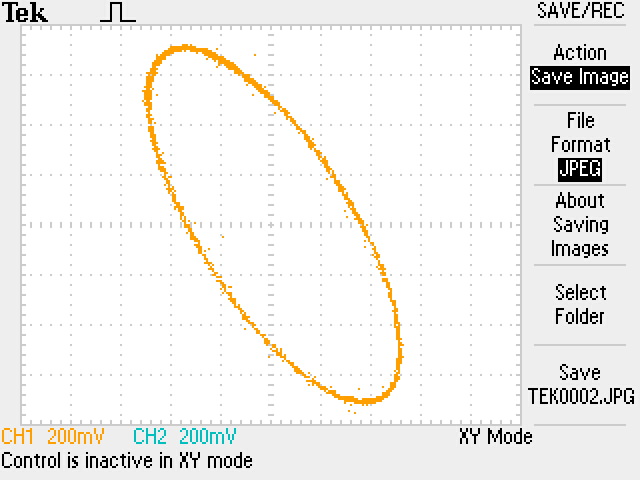 Tek
SAVE/REC
Action
Save Image
File
Format
JPEG
About
Saving
Images
Select
Folder
Save
TEK0002.JPG
CH1 200mV CH2 200mV XY Mode
Control is inactive in XY mode